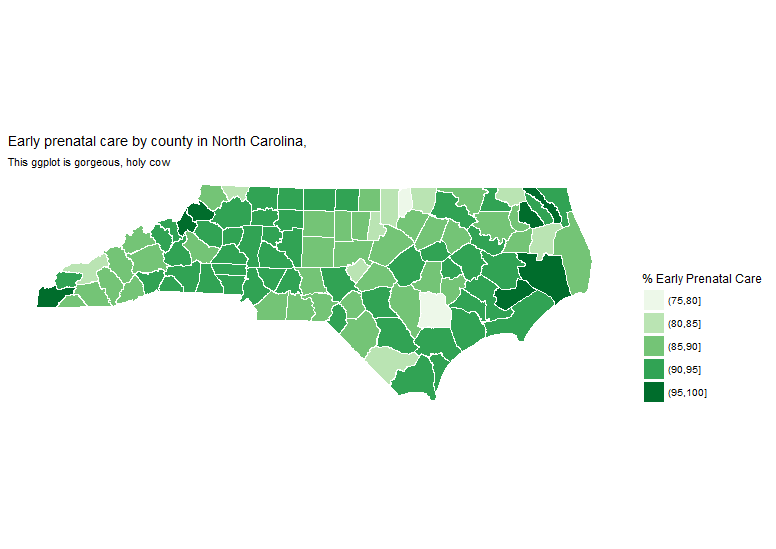 Early prenatal care by county in North Carolina,
This ggplot is gorgeous, holy cow
% Early Prenatal Care
(75,80]
(80,85]
(85,90]
(90,95]
(95,100]